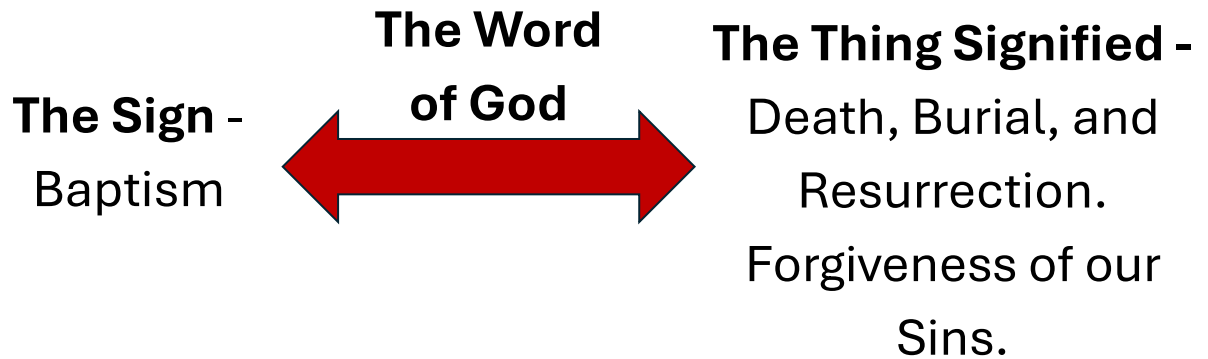 The Sign -
Baptism
The Word
of God
The Thing Signified -
Death, Burial, and
Resurrection.
Forgiveness of our
Sins.